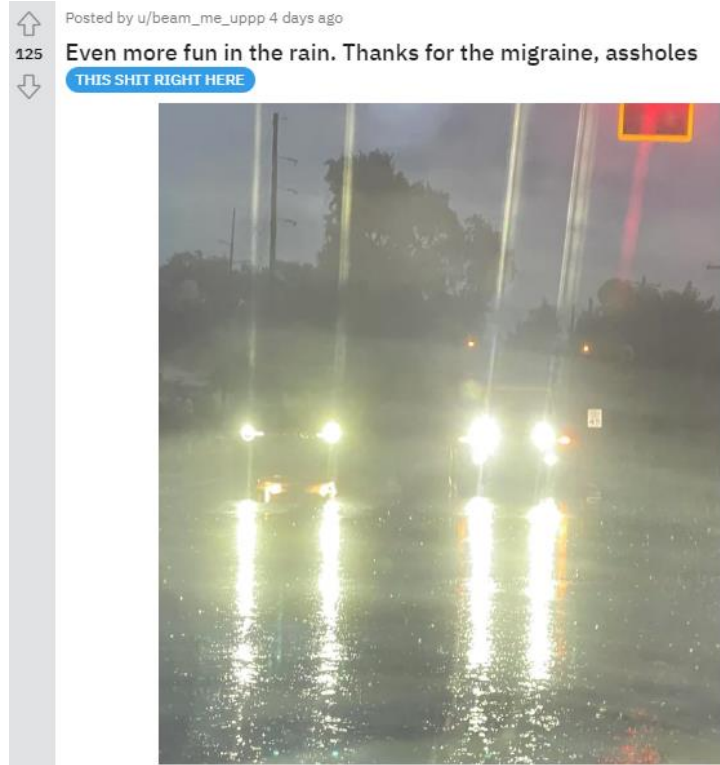 Posted by u/beam_me_uppp 4 days ago
125
Even more fun in the rain. Thanks for the migraine, assholes
THIS SHIT RIGHT HERE